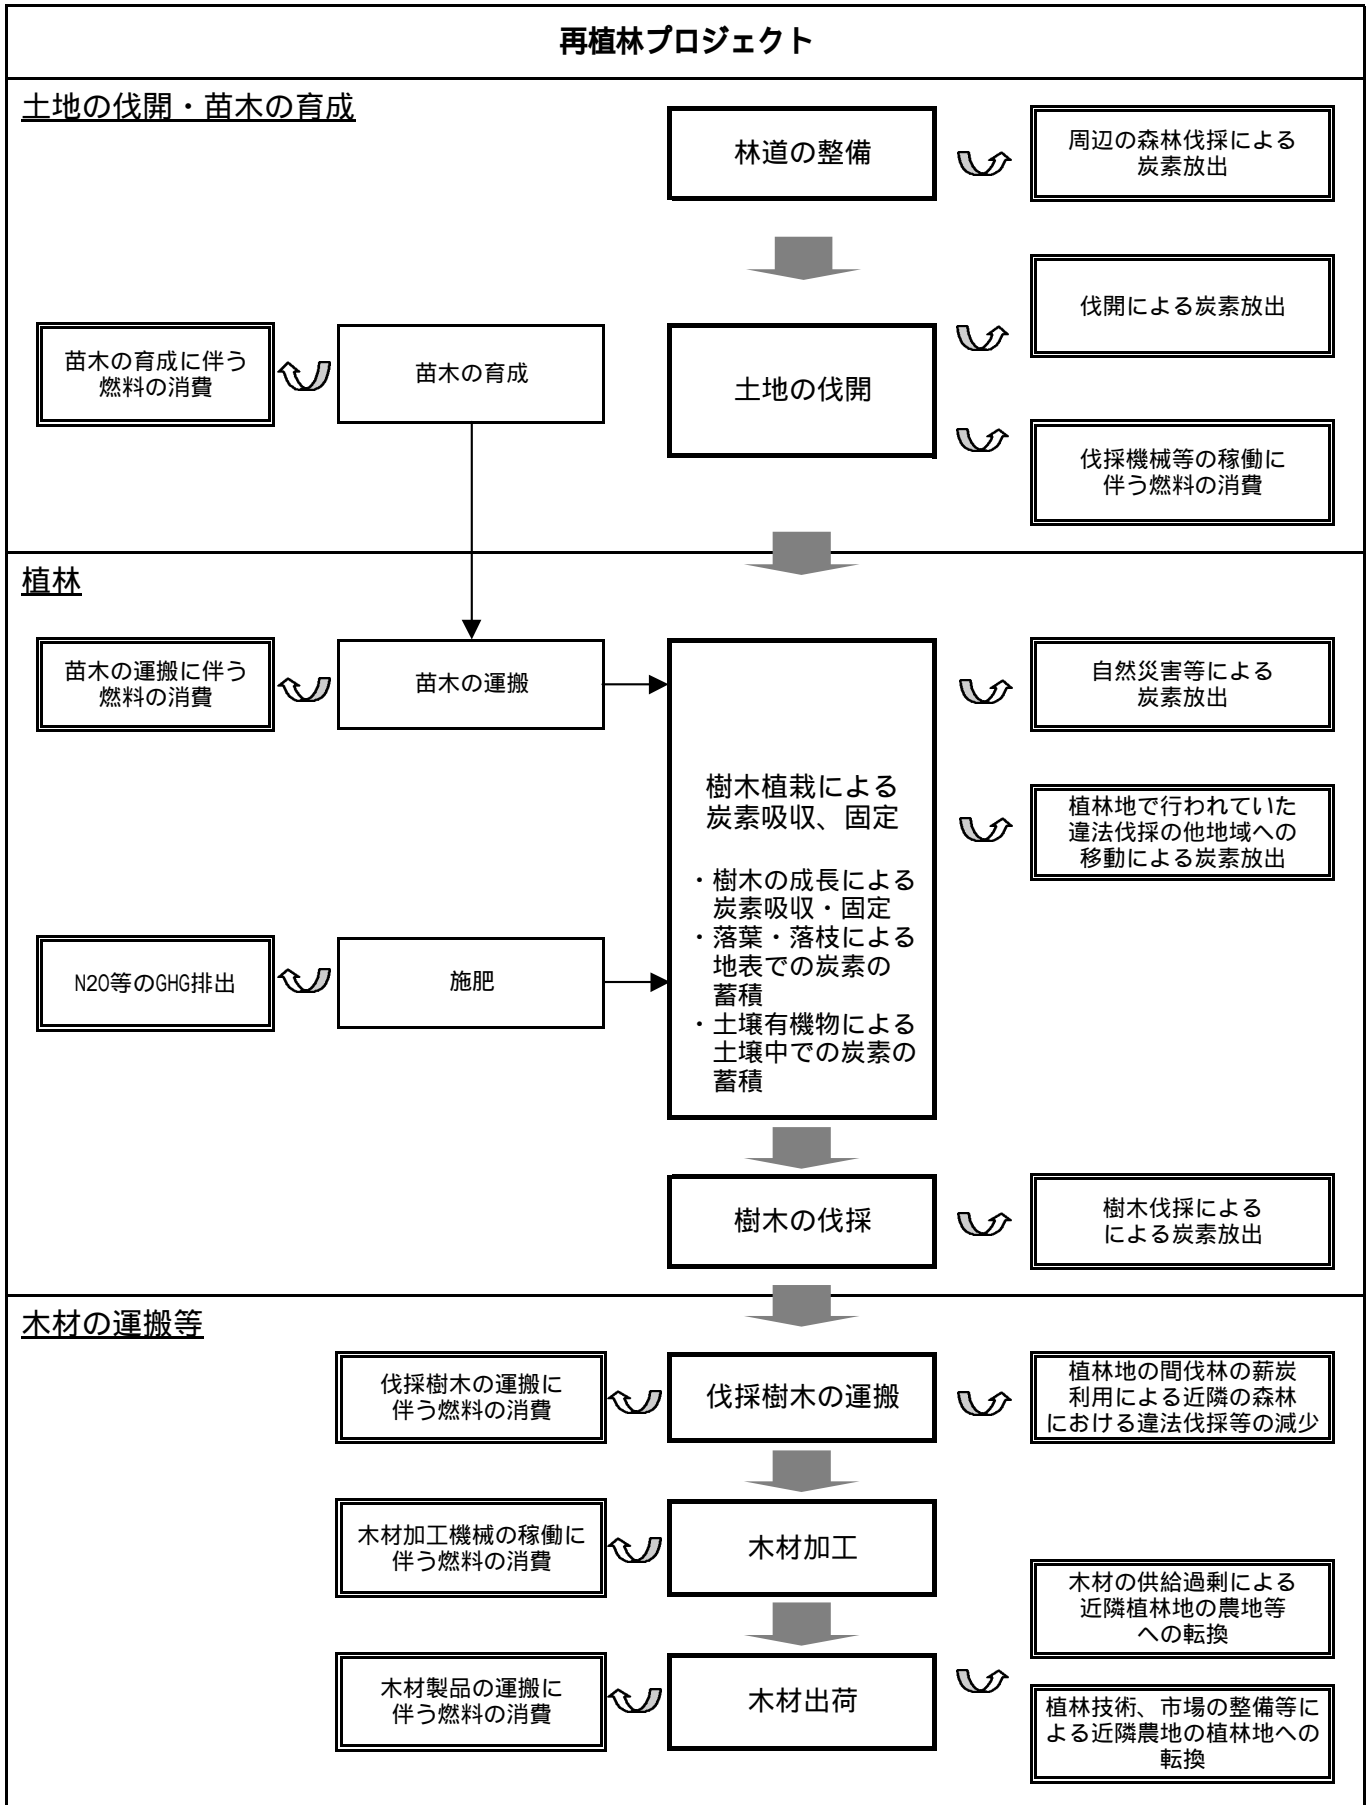 再植林プロジェクト
土地の伐開・苗木の育成
林道の整備
周辺の森林伐採による
炭素放出
伐開による炭素放出
苗木の育成に伴う
燃料の消費
苗木の育成
土地の伐開
伐採機械等の稼働に
伴う燃料の消費
植林
苗木の運搬に伴う
燃料の消費
苗木の運搬
自然災害等による
炭素放出
樹木植栽による
炭素吸収、固定
・樹木の成長による
炭素吸収・固定
・落葉・落枝による
地表での炭素の
蓄積
・土壌有機物による
土壌中での炭素の
蓄積
植林地で行われていた
違法伐採の他地域への
移動による炭素放出
N2O等のGHG排出
施肥
樹木の伐採
樹木伐採による
による炭素放出
木材の運搬等
伐採樹木の運搬に
伴う燃料の消費
伐採樹木の運搬
植林地の間伐林の薪炭
利用による近隣の森林
における違法伐採等の減少
木材加工機械の稼働に
伴う燃料の消費
木材加工
木材の供給過剰による
近隣植林地の農地等
への転換
木材製品の運搬に
伴う燃料の消費
木材出荷
植林技術、市場の整備等に
よる近隣農地の植林地への
転換